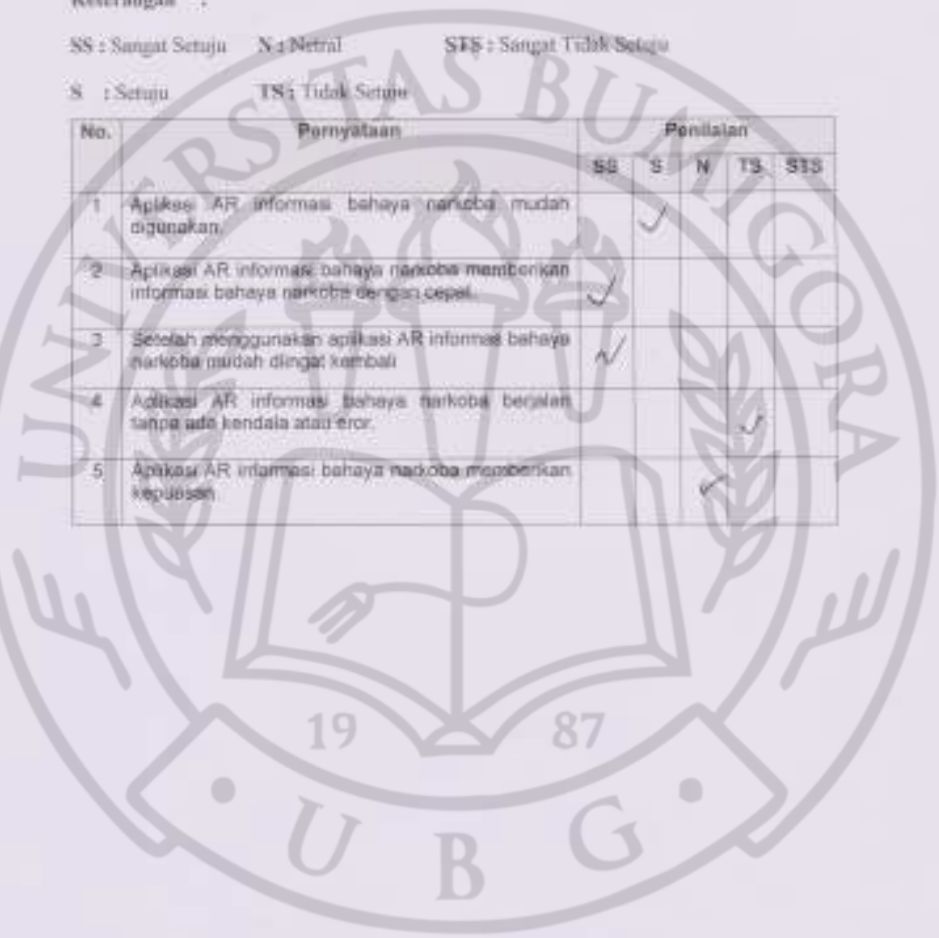 Keterangan :
SS : Sangat Setuju N : Netral STS : Sangat Tidak Setuju
S : Setuju TS : Tidak Setuju
No. Pernyataan Penilaian
SS S N TS STS
1 Aplikasi AR informasi bahaya narkoba mudah
digunakan. ✓
2 Aplikasi AR informasi bahaya narkoba memberikan
informasi bahaya narkoba dengan cepat. ✓
3 Setelah menggunakan aplikasi AR informasi bahaya
narkoba mudah diingat kembali ✓
4 Aplikasi AR informasi bahaya narkoba berjalan
tanpa ada kendala atau eror. ✓
5 Aplikasi AR informasi bahaya narkoba memberikan
kepuasan ✓
UNIVERSITAS BUMIGORA
19 87
UBG